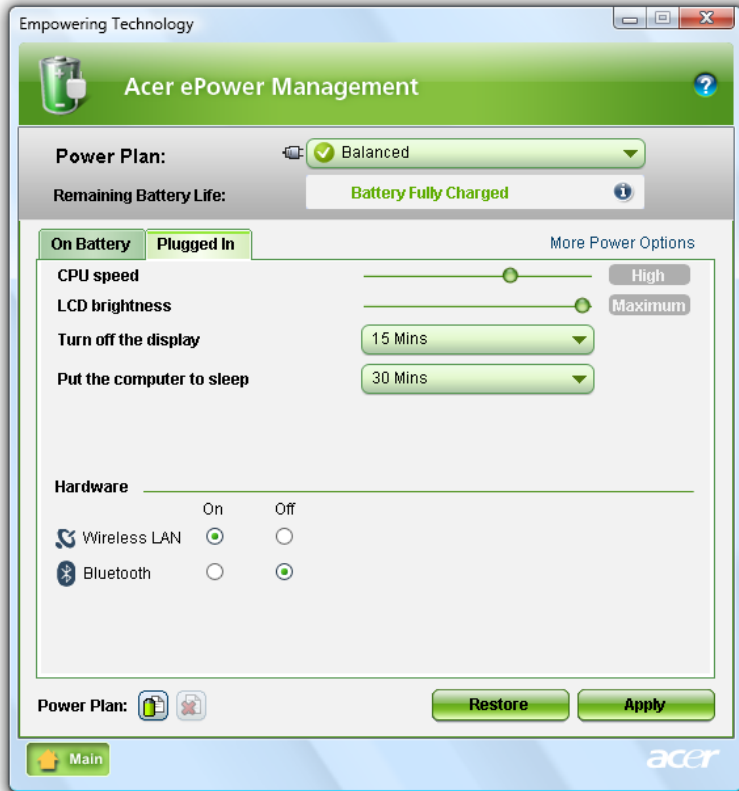 Empowering Technology
Acer ePower Management
Power Plan: Balanced
Remaining Battery Life: Battery Fully Charged
On Battery Plugged In More Power Options
CPU speed High
LCD brightness Maximum
Turn off the display 15 Mins
Put the computer to sleep 30 Mins
Hardware
On Off
Wireless LAN
Bluetooth
Power Plan: Restore Apply
Main acer